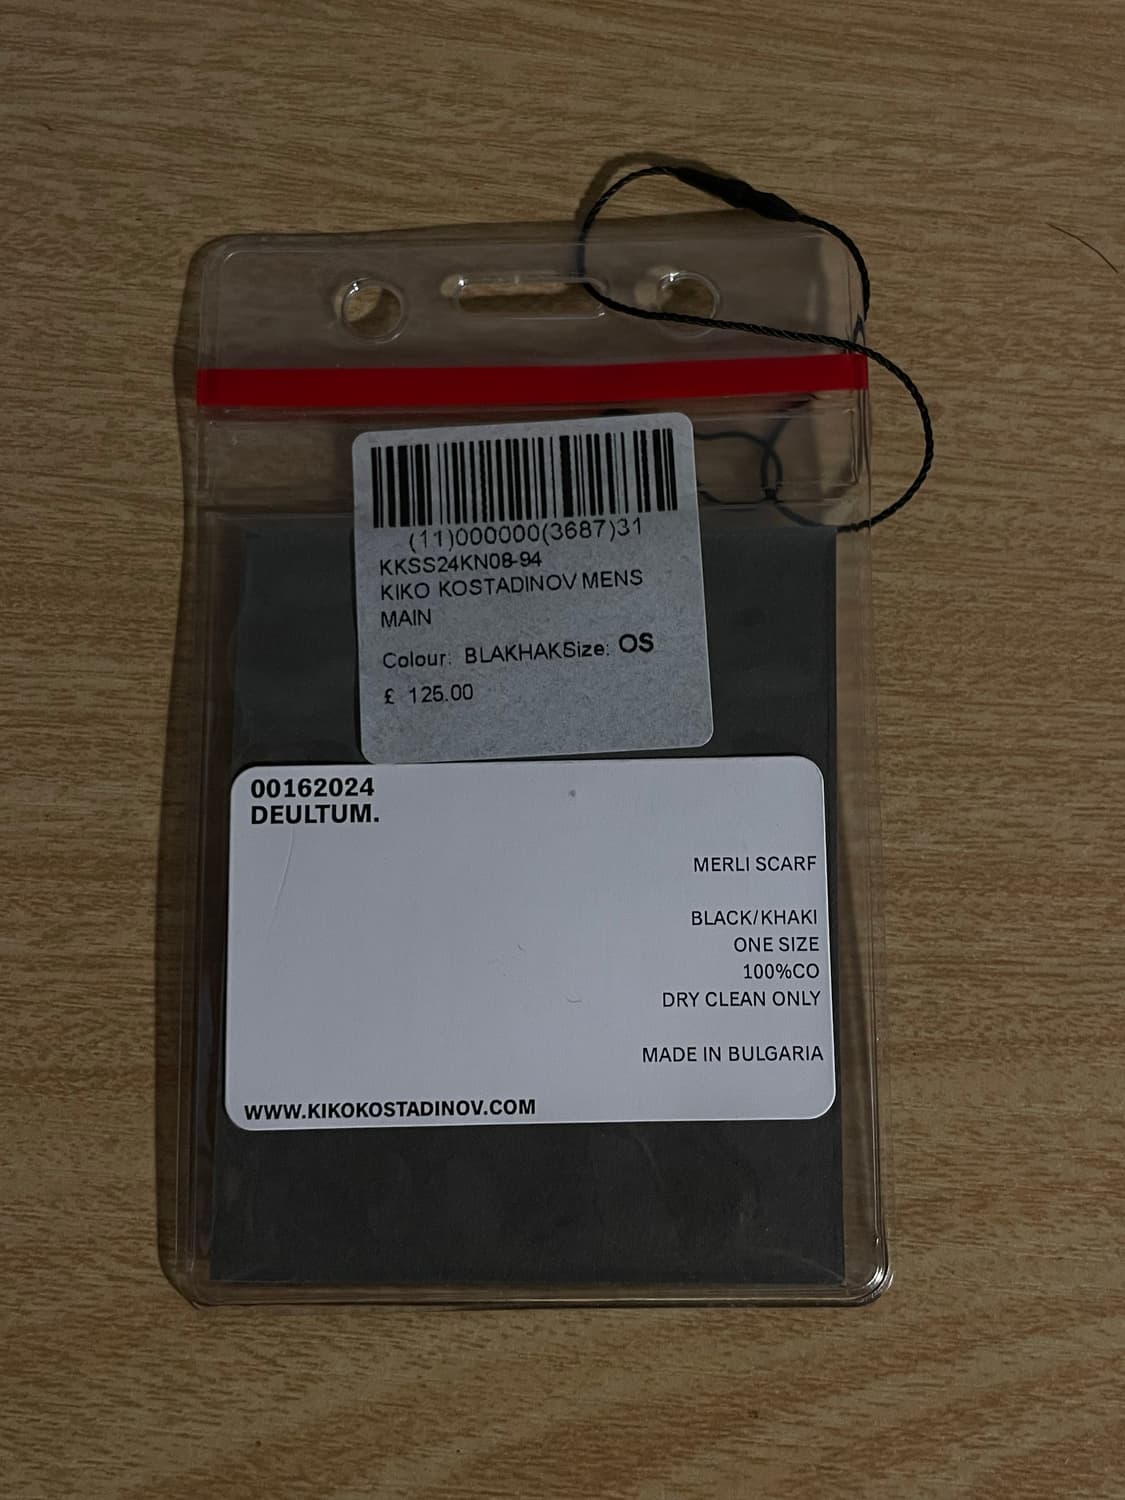 (11)000000(3687)31
KKSS24KN08-94
KIKO KOSTADINOV MENS
MAIN
Colour: BLAKHAKSize: OS
£ 125.00
00162024
DEULTUM.
MERLI SCARF
BLACK/KHAKI
ONE SIZE
100%CO
DRY CLEAN ONLY
MADE IN BULGARIA
WWW.KIKOKOSTADINOV.COM